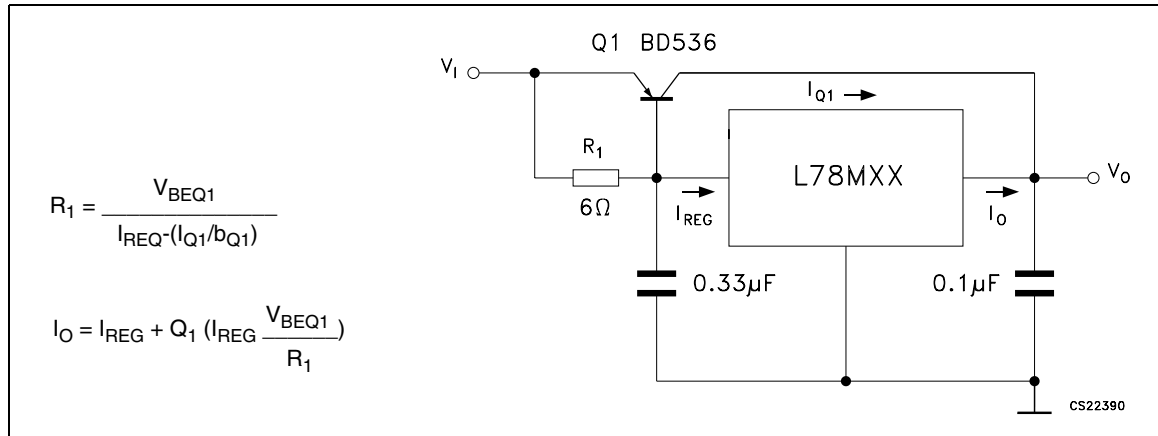 Q1 BD536
V_I
I_Q1
R_1
L78MXX
V_O
6Ω
I_REG
I_O
0.33µF
0.1µF
CS22390
R_1 = V_BEQ1 / I_REQ-(I_Q1/b_Q1)
I_O = I_REG + Q_1 (I_REG V_BEQ1 / R_1)